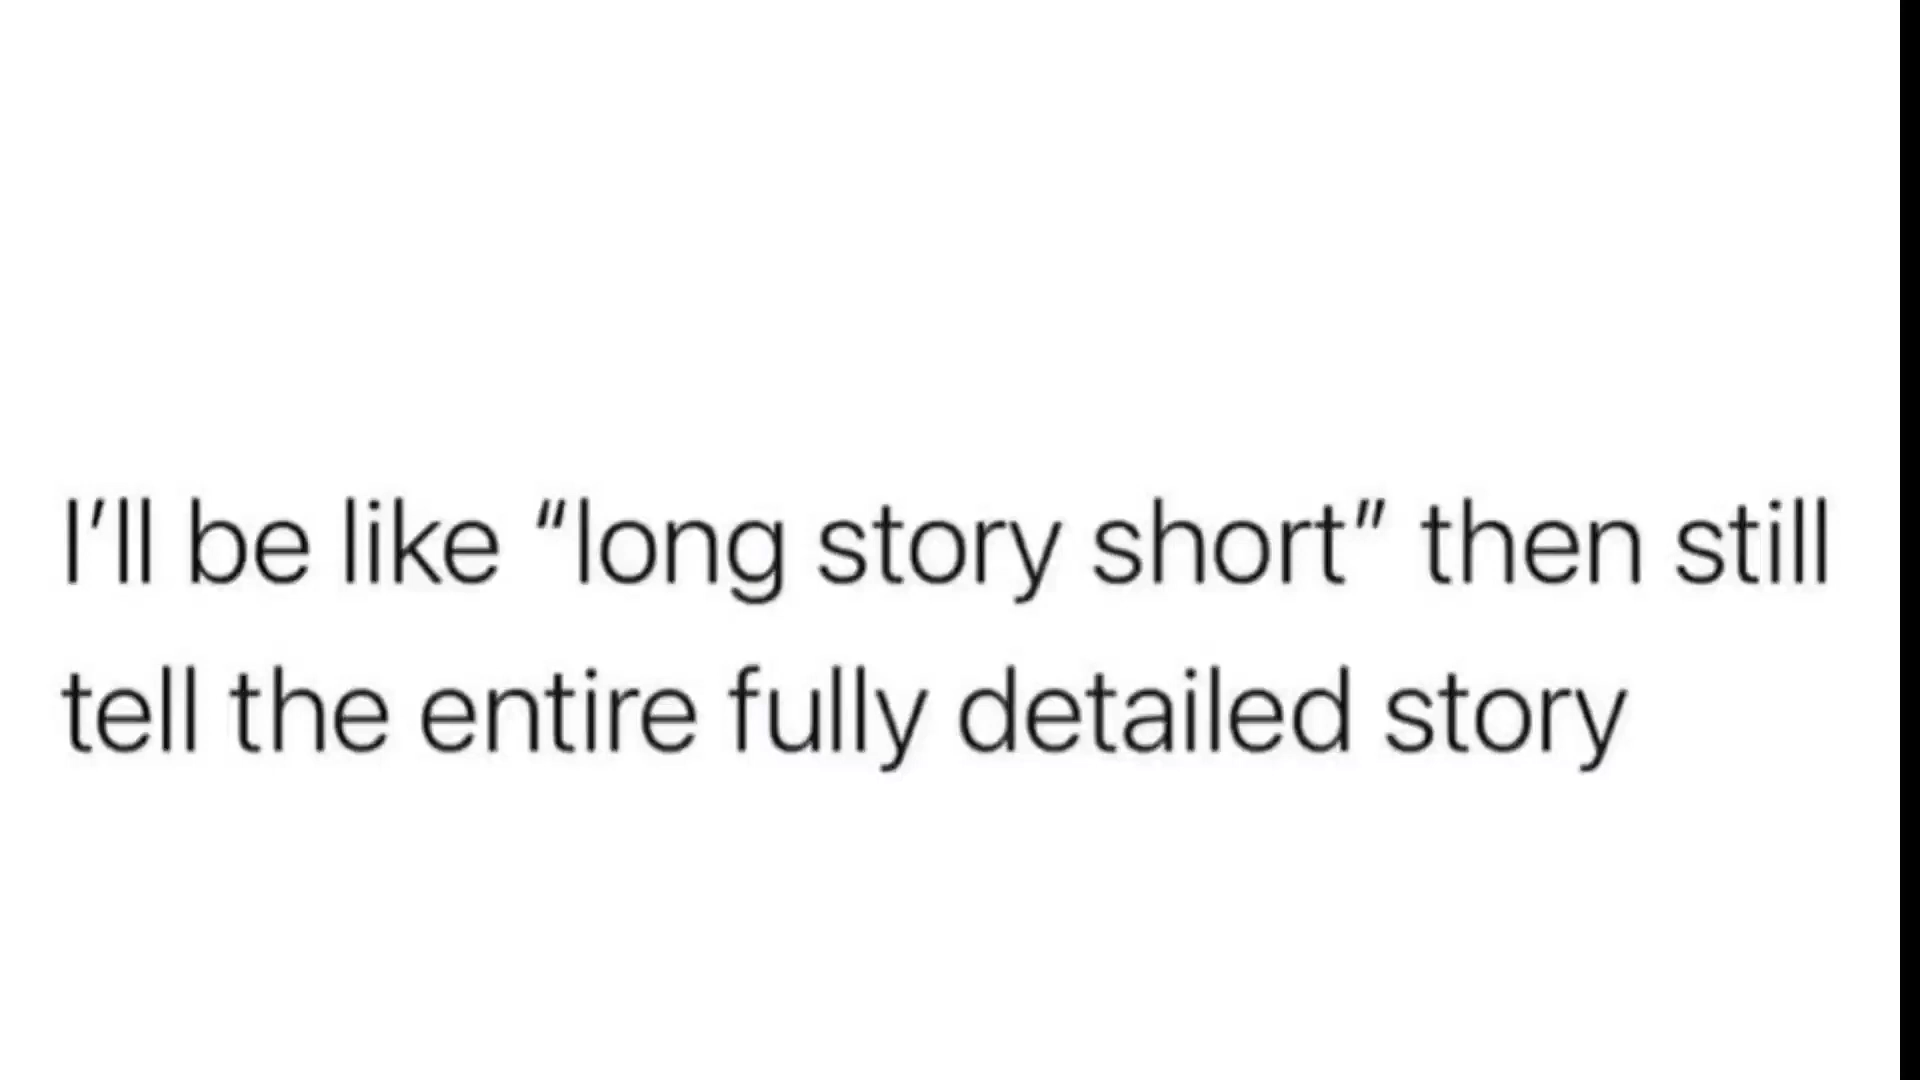 I’ll be like “long story short” then still
tell the entire fully detailed story